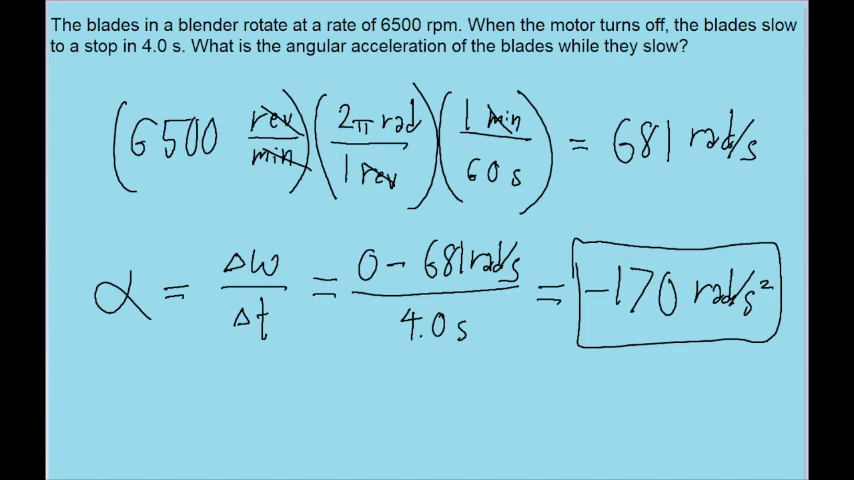 The blades in a blender rotate at a rate of 6500 rpm. When the motor turns off, the blades slow
to a stop in 4.0 s. What is the angular acceleration of the blades while they slow?
(6500 rev/min)(2π rad/1 rev)(1 min/60 s) = 681 rad/s
α = Δω/Δt = 0 - 681 rad/s/4.0 s = -170 rad/s²